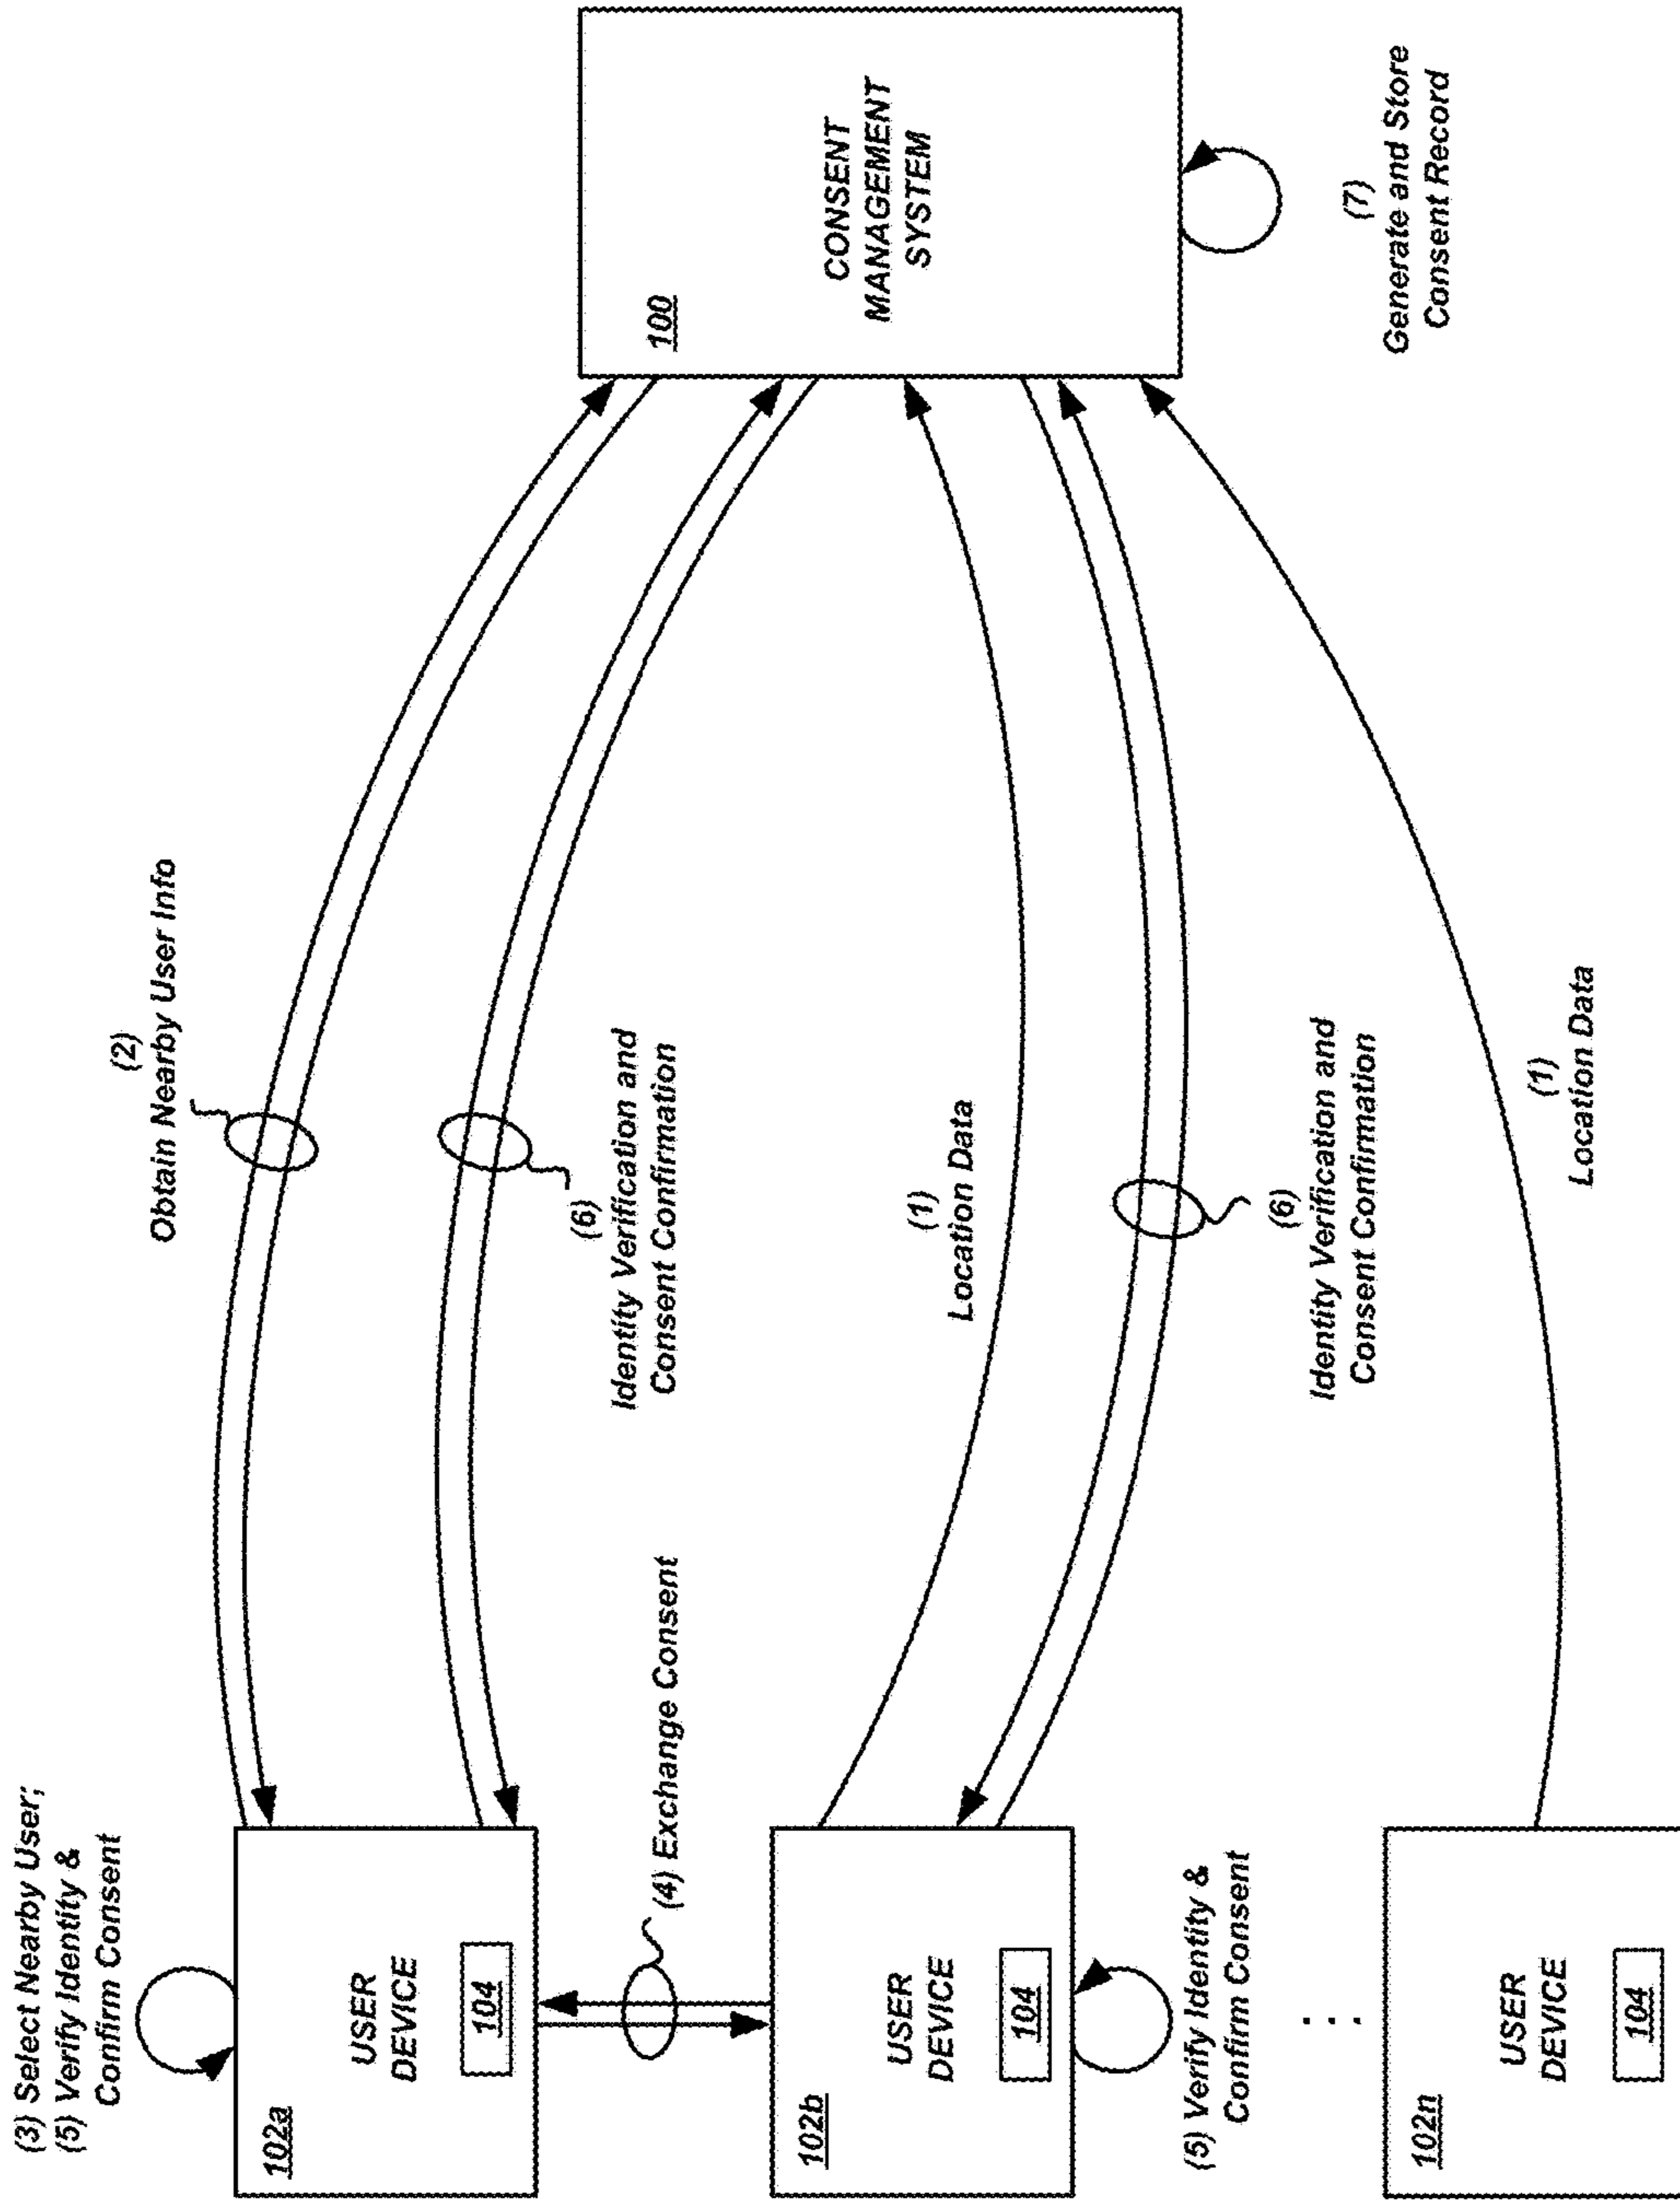 (3) Select Nearby User;
(5) Verify Identity &
Confirm Consent
102a
USER
DEVICE
104
(4) Exchange Consent
102b
USER
DEVICE
104
(5) Verify Identity &
Confirm Consent
102n
USER
DEVICE
104
(2)
Obtain Nearby User Info
(6)
Identity Verification and
Consent Confirmation
(1)
Location Data
(6)
Identity Verification and
Consent Confirmation
(1)
Location Data
100
CONSENT
MANAGEMENT
SYSTEM
(7)
Generate and Store
Consent Record